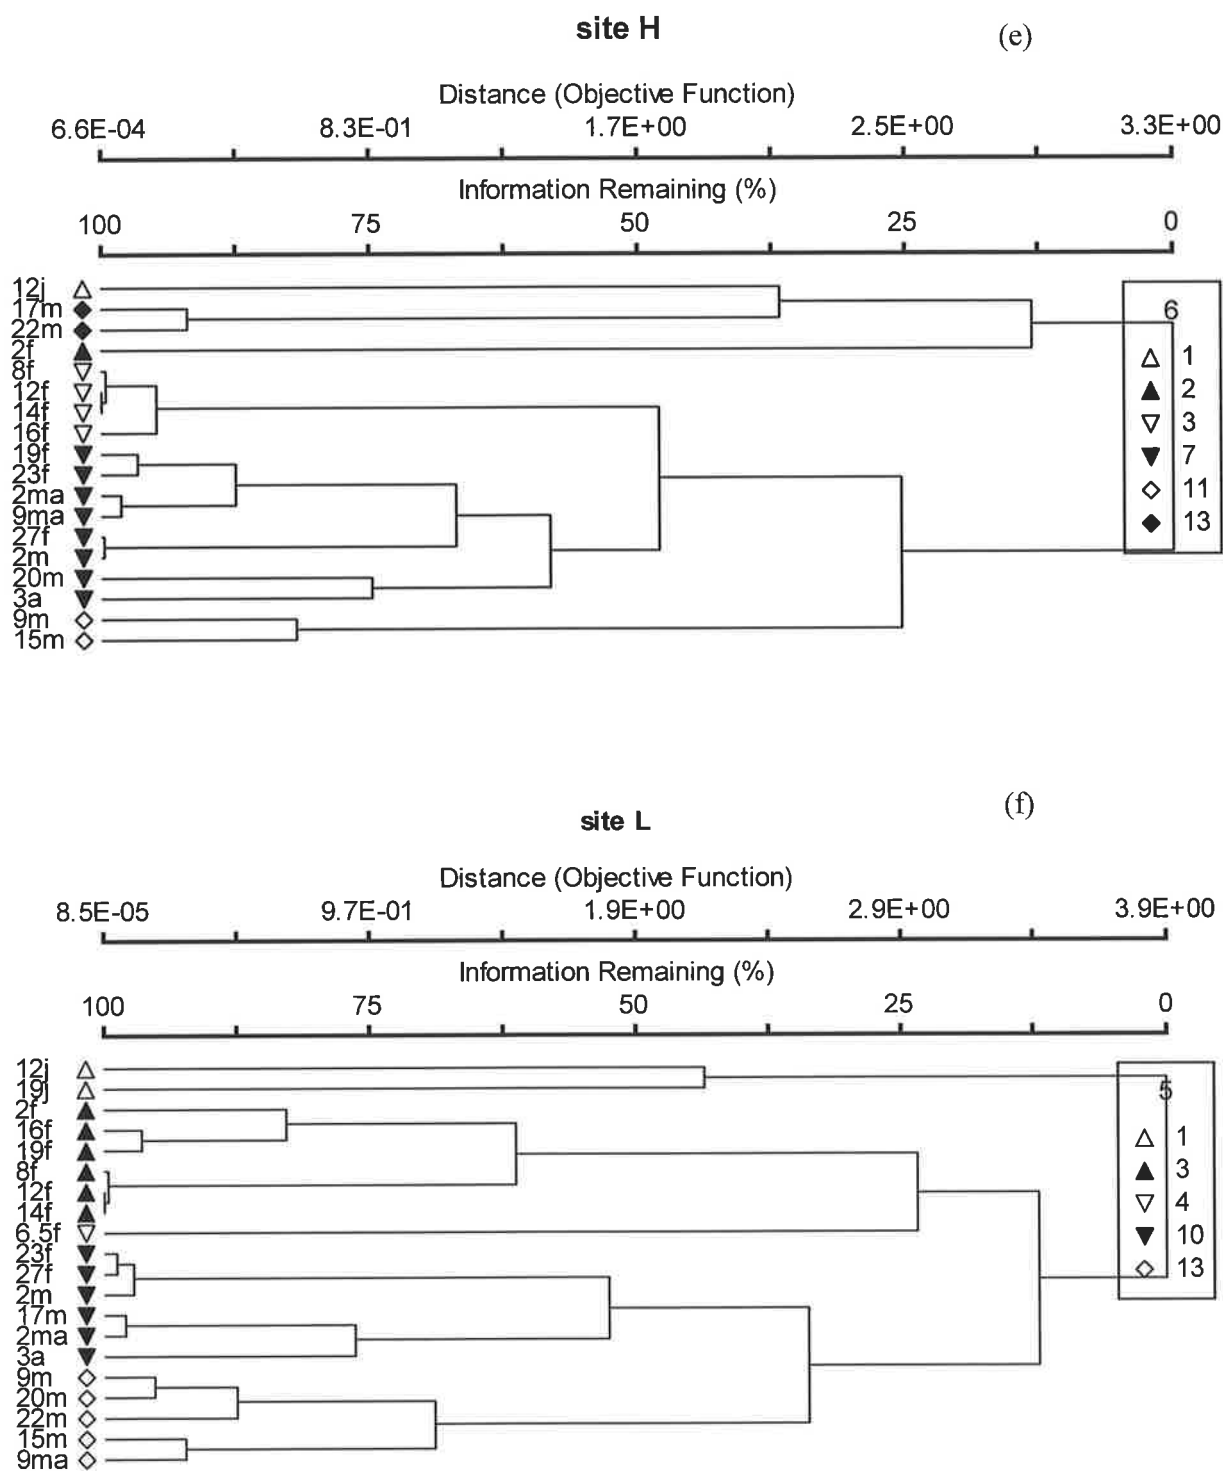 site H
(e)
Distance (Objective Function)
6.6E-04 8.3E-01 1.7E+00 2.5E+00 3.3E+00
Information Remaining (%)
100 75 50 25 0
12j
17m
22m
2f
8f
12f
14f
16f
19f
23f
2ma
9ma
27f
2m
20m
3a
9m
15m
6
1
2
3
7
11
13
site L
(f)
Distance (Objective Function)
8.5E-05 9.7E-01 1.9E+00 2.9E+00 3.9E+00
Information Remaining (%)
100 75 50 25 0
12j
19j
2f
16f
19f
8f
12f
14f
6.5f
23f
27f
2m
17m
2ma
3a
9m
20m
22m
15m
9ma
5
1
3
4
10
13